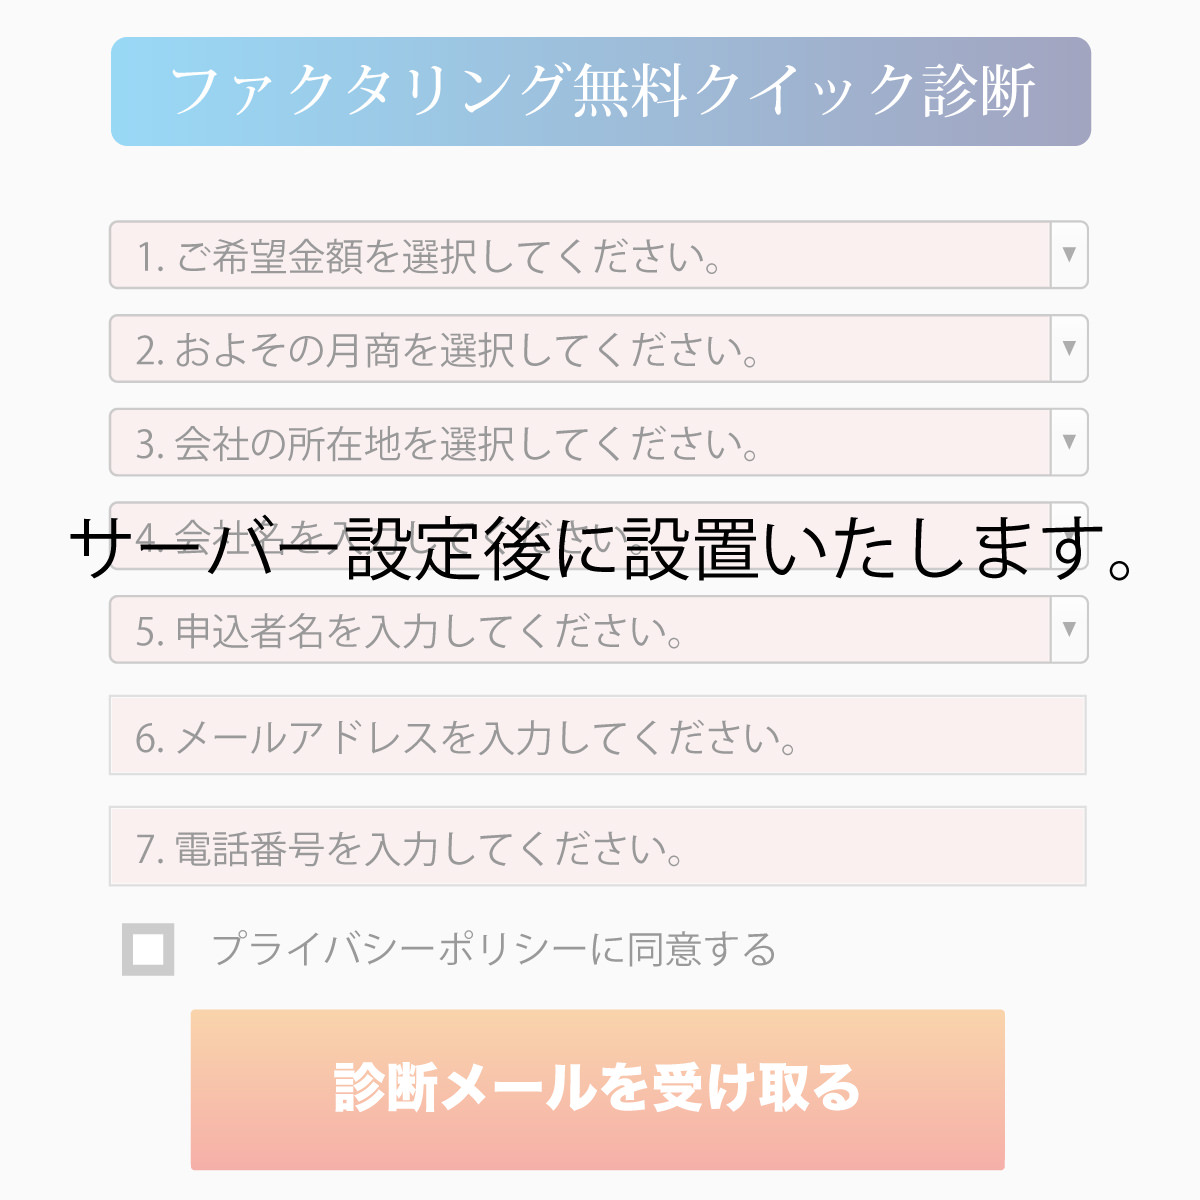 ファクタリング無料クイック診断
1. ご希望金額を選択してください。
2. およその月商を選択してください。
3. 会社の所在地を選択してください。
4. 会社名を入力してください。
サーバー設定後に設置いたします。
5. 申込者名を入力してください。
6. メールアドレスを入力してください。
7. 電話番号を入力してください。
プライバシーポリシーに同意する
診断メールを受け取る